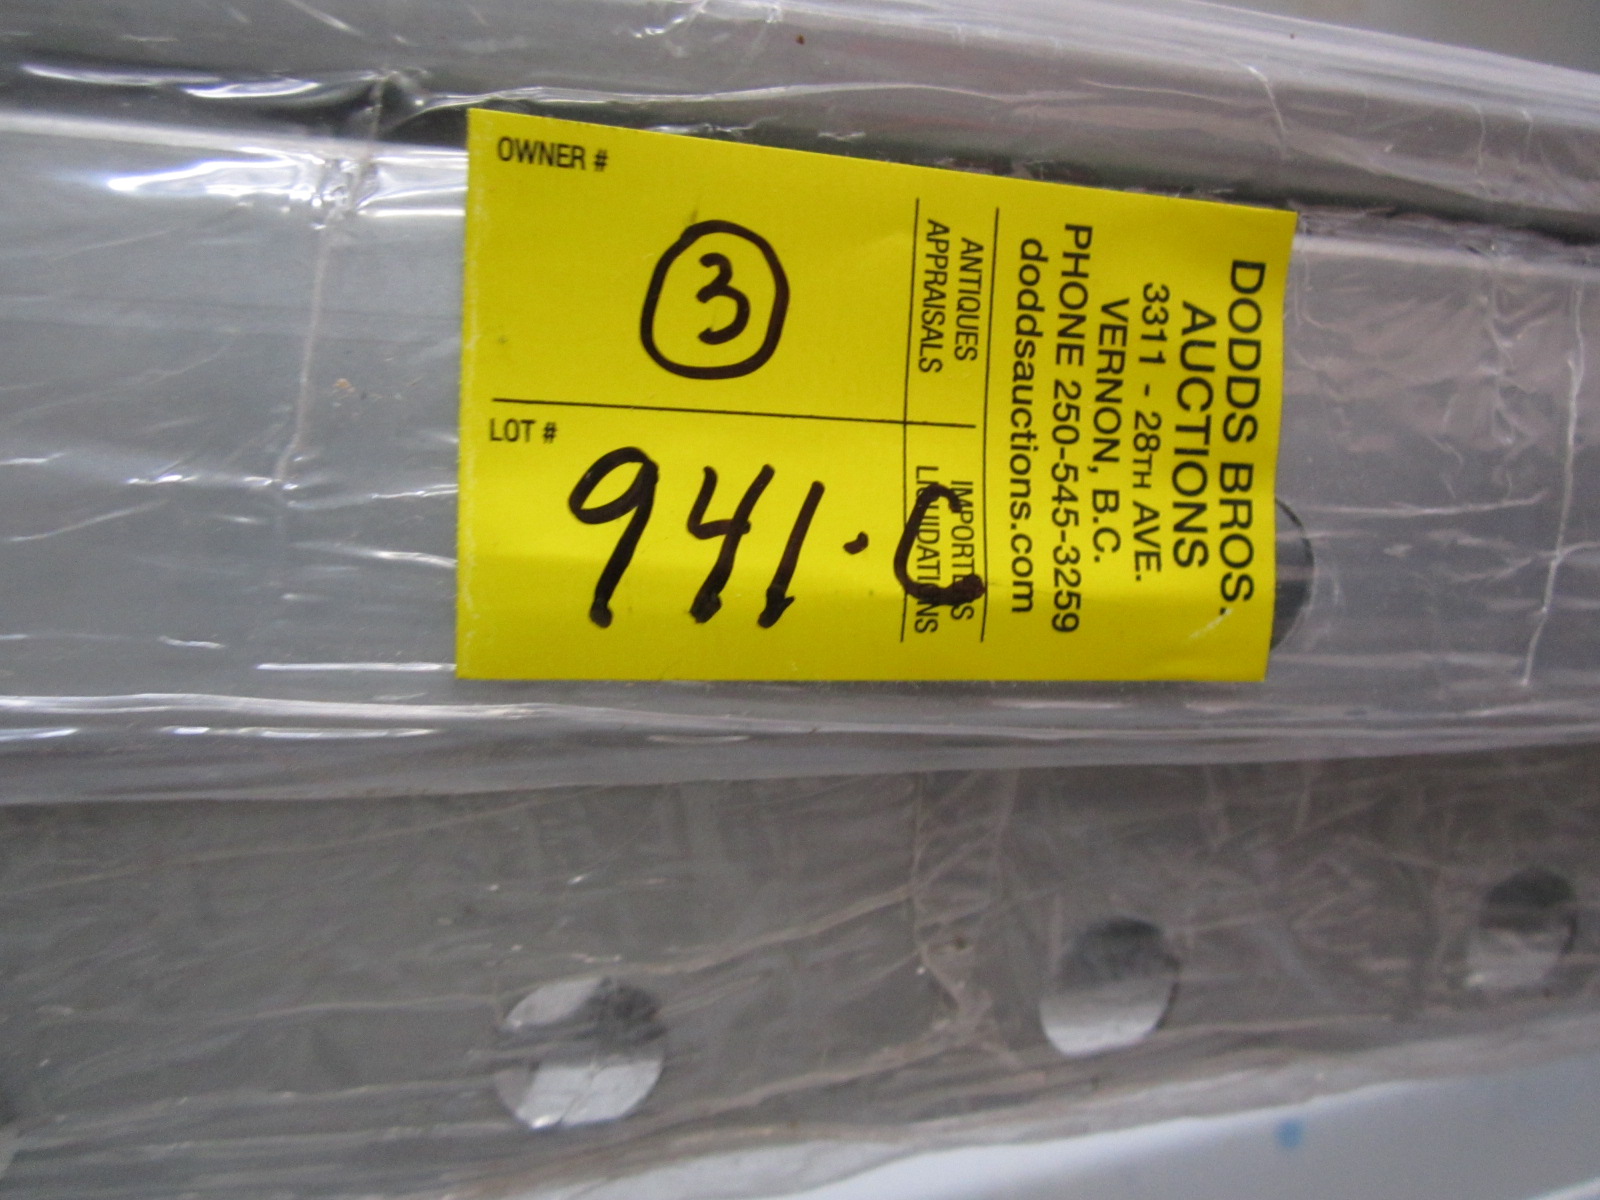 DODDS BROS.
AUCTIONS
3311 - 28TH AVE.
VERNON, B.C.
PHONE 250-545-3259
doddsauctions.com
ANTIQUES
APPRAISALS
IMPORTERS
LIQUIDATIONS
OWNER #
3
LOT #
941.C